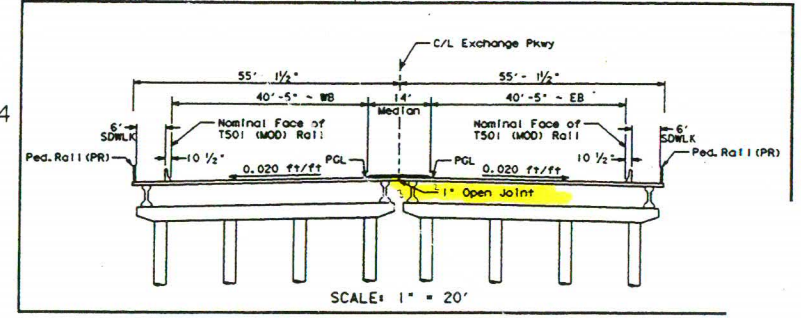 C/L Exchange Pkwy
55'- 1½"
55'- 1½"
40'-5" ~ WB
14'
40'-5" ~ EB
Median
4
6'
SDWLK
Nominal Face of
T501 (MOD) Rail
Nominal Face of
T501 (MOD) Rail
6'
SDWLK
Ped. Rail (PR)
10 ½"
PGL
PGL
10 ½"
Ped. Rail (PR)
0.020 ft/ft
0.020 ft/ft
1" Open Joint
SCALE: 1" = 20'